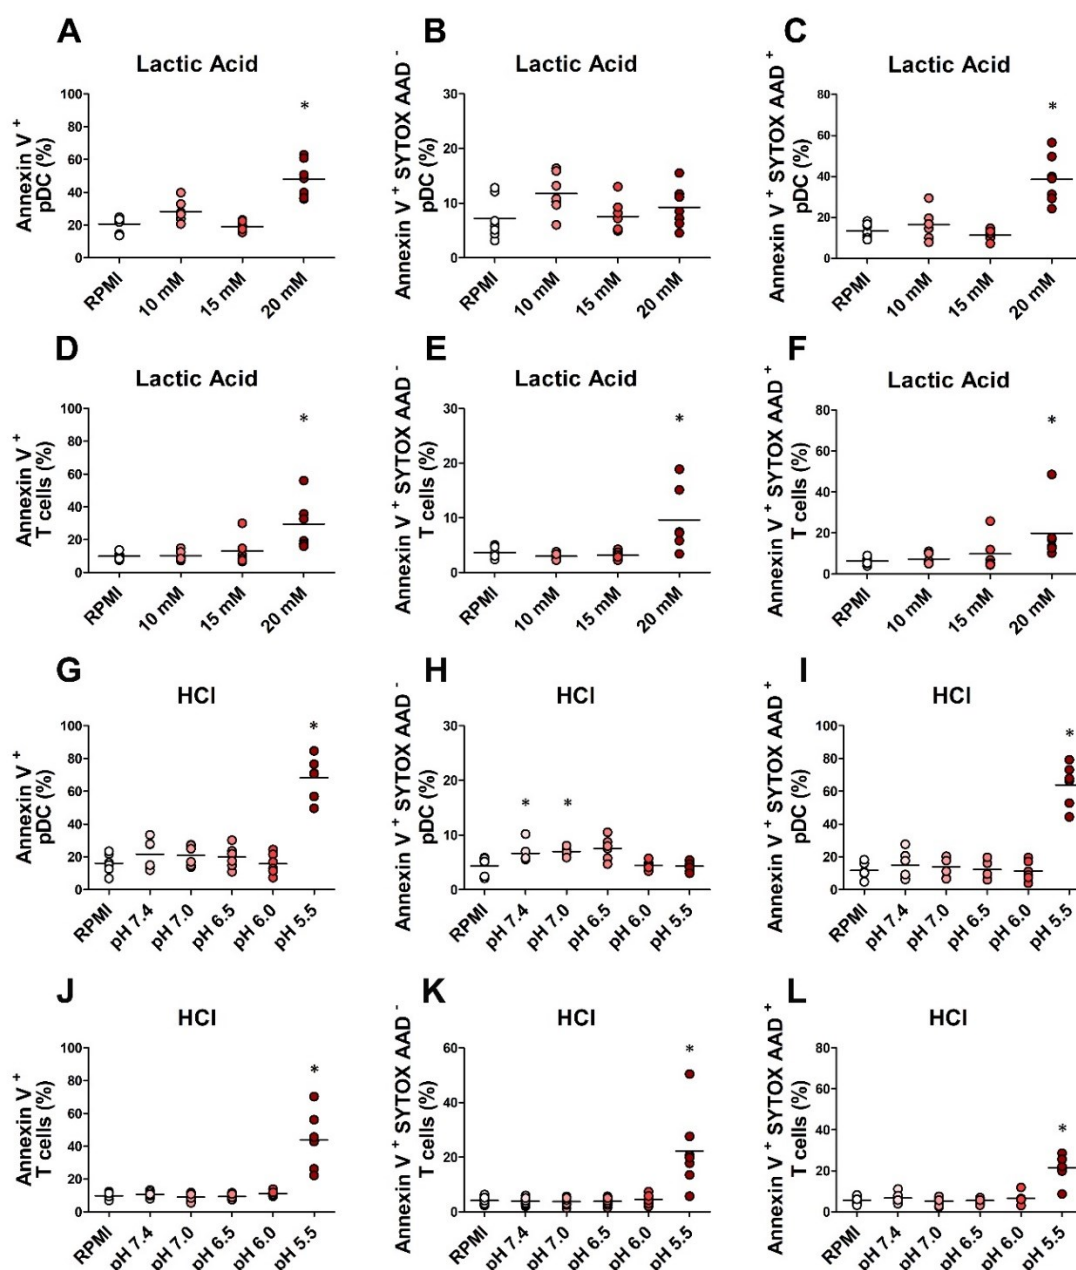 A
Lactic Acid
Annexin V +
pDC (%)
100
80
60
40
20
0
*
RPMI
10 mM
15 mM
20 mM
B
Lactic Acid
Annexin V + SYTOX AAD -
pDC (%)
30
20
10
0
RPMI
10 mM
15 mM
20 mM
C
Lactic Acid
Annexin V + SYTOX AAD +
pDC (%)
80
60
40
20
0
*
RPMI
10 mM
15 mM
20 mM
D
Lactic Acid
Annexin V +
T cells (%)
100
80
60
40
20
0
*
RPMI
10 mM
15 mM
20 mM
E
Lactic Acid
Annexin V + SYTOX AAD -
T cells (%)
30
20
10
0
*
RPMI
10 mM
15 mM
20 mM
F
Lactic Acid
Annexin V + SYTOX AAD +
T cells (%)
80
60
40
20
0
*
RPMI
10 mM
15 mM
20 mM
G
HCl
Annexin V +
pDC (%)
100
80
60
40
20
0
*
RPMI
pH 7.4
pH 7.0
pH 6.5
pH 6.0
pH 5.5
H
HCl
Annexin V + SYTOX AAD -
pDC (%)
30
20
10
0
*
*
RPMI
pH 7.4
pH 7.0
pH 6.5
pH 6.0
pH 5.5
I
HCl
Annexin V + SYTOX AAD +
pDC (%)
100
80
60
40
20
0
*
RPMI
pH 7.4
pH 7.0
pH 6.5
pH 6.0
pH 5.5
J
HCl
Annexin V +
T cells (%)
100
80
60
40
20
0
*
RPMI
pH 7.4
pH 7.0
pH 6.5
pH 6.0
pH 5.5
K
HCl
Annexin V + SYTOX AAD -
T cells (%)
60
40
20
0
*
RPMI
pH 7.4
pH 7.0
pH 6.5
pH 6.0
pH 5.5
L
HCl
Annexin V + SYTOX AAD +
T cells (%)
80
60
40
20
0
*
RPMI
pH 7.4
pH 7.0
pH 6.5
pH 6.0
pH 5.5